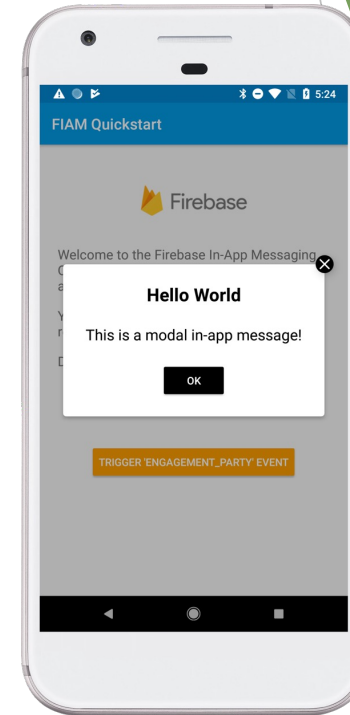 5:24
FIAM Quickstart
Firebase
Welcome to the Firebase In-App Messaging
Hello World
This is a modal in-app message!
OK
TRIGGER 'ENGAGEMENT_PARTY' EVENT